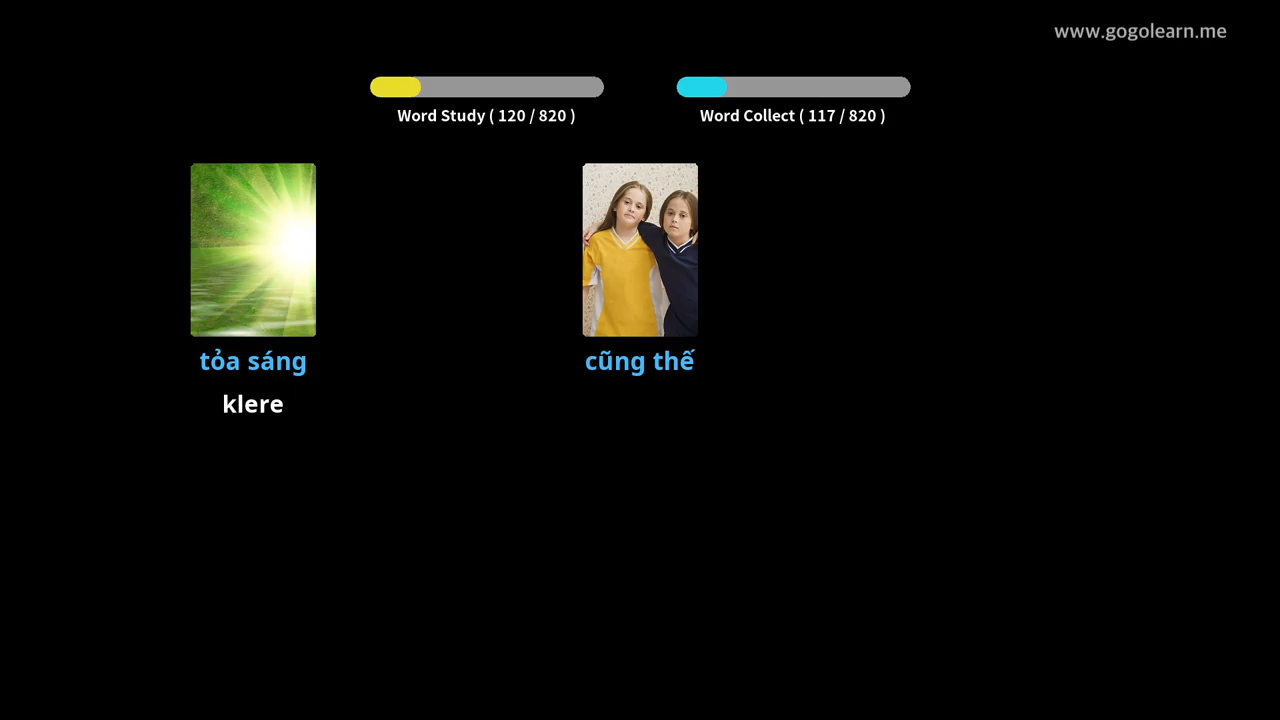 www.gogolearn.me
Word Study ( 120 / 820 )
Word Collect ( 117 / 820 )
tỏa sáng
cũng thế
klere